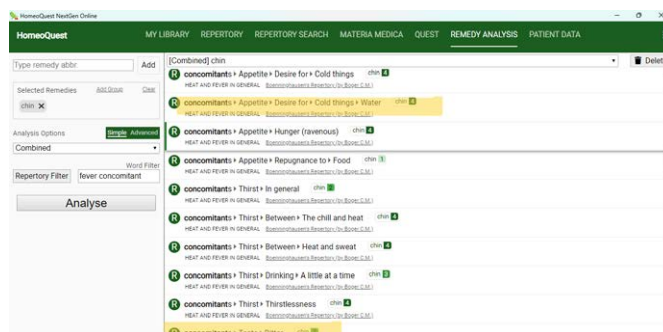 HomeoQuest NextGen Online
HomeoQuest MY LIBRARY REPERTORY REPERTORY SEARCH MATERIA MEDICA QUEST REMEDY ANALYSIS PATIENT DATA
Type remedy abbr. Add
Selected Remedies Add Group Clear
chin X
Analysis Options Simple Advanced
Combined
Word Filter
Repertory Filter fever concomitant
Analyse
[Combined] chin Delet
R concomitants Appetite Desire for Cold things chin 4
HEAT AND FEVER IN GENERAL Boenninghausen's Repertory (by Boger C.M.)
R concomitants Appetite Desire for Cold things Water chin
HEAT AND FEVER IN GENERAL Boenninghausen's Repertory (by Boger C.M.)
R concomitants Appetite Hunger (ravenous) chin 4
HEAT AND FEVER IN GENERAL Boenninghausen's Repertory (by Boger C.M.)
R concomitants Appetite Repugnance to Food chin 1
HEAT AND FEVER IN GENERAL Boenninghausen's Repertory (by Boger C.M.)
R concomitants Thirst In general chin
HEAT AND FEVER IN GENERAL Boenninghausen's Repertory (by Boger C.M.)
R concomitants Thirst Between The chill and heat chin 4
HEAT AND FEVER IN GENERAL Boenninghausen's Repertory (by Boger C.M.)
R concomitants Thirst Between Heat and sweat chin 4
HEAT AND FEVER IN GENERAL Boenninghausen's Repertory (by Boger C.M.)
R concomitants Thirst Drinking A little at a time chin
HEAT AND FEVER IN GENERAL Boenninghausen's Repertory (by Boger C.M.)
R concomitants Thirst Thirstlessness chin 4
HEAT AND FEVER IN GENERAL Boenninghausen's Repertory (by Boger C.M.)